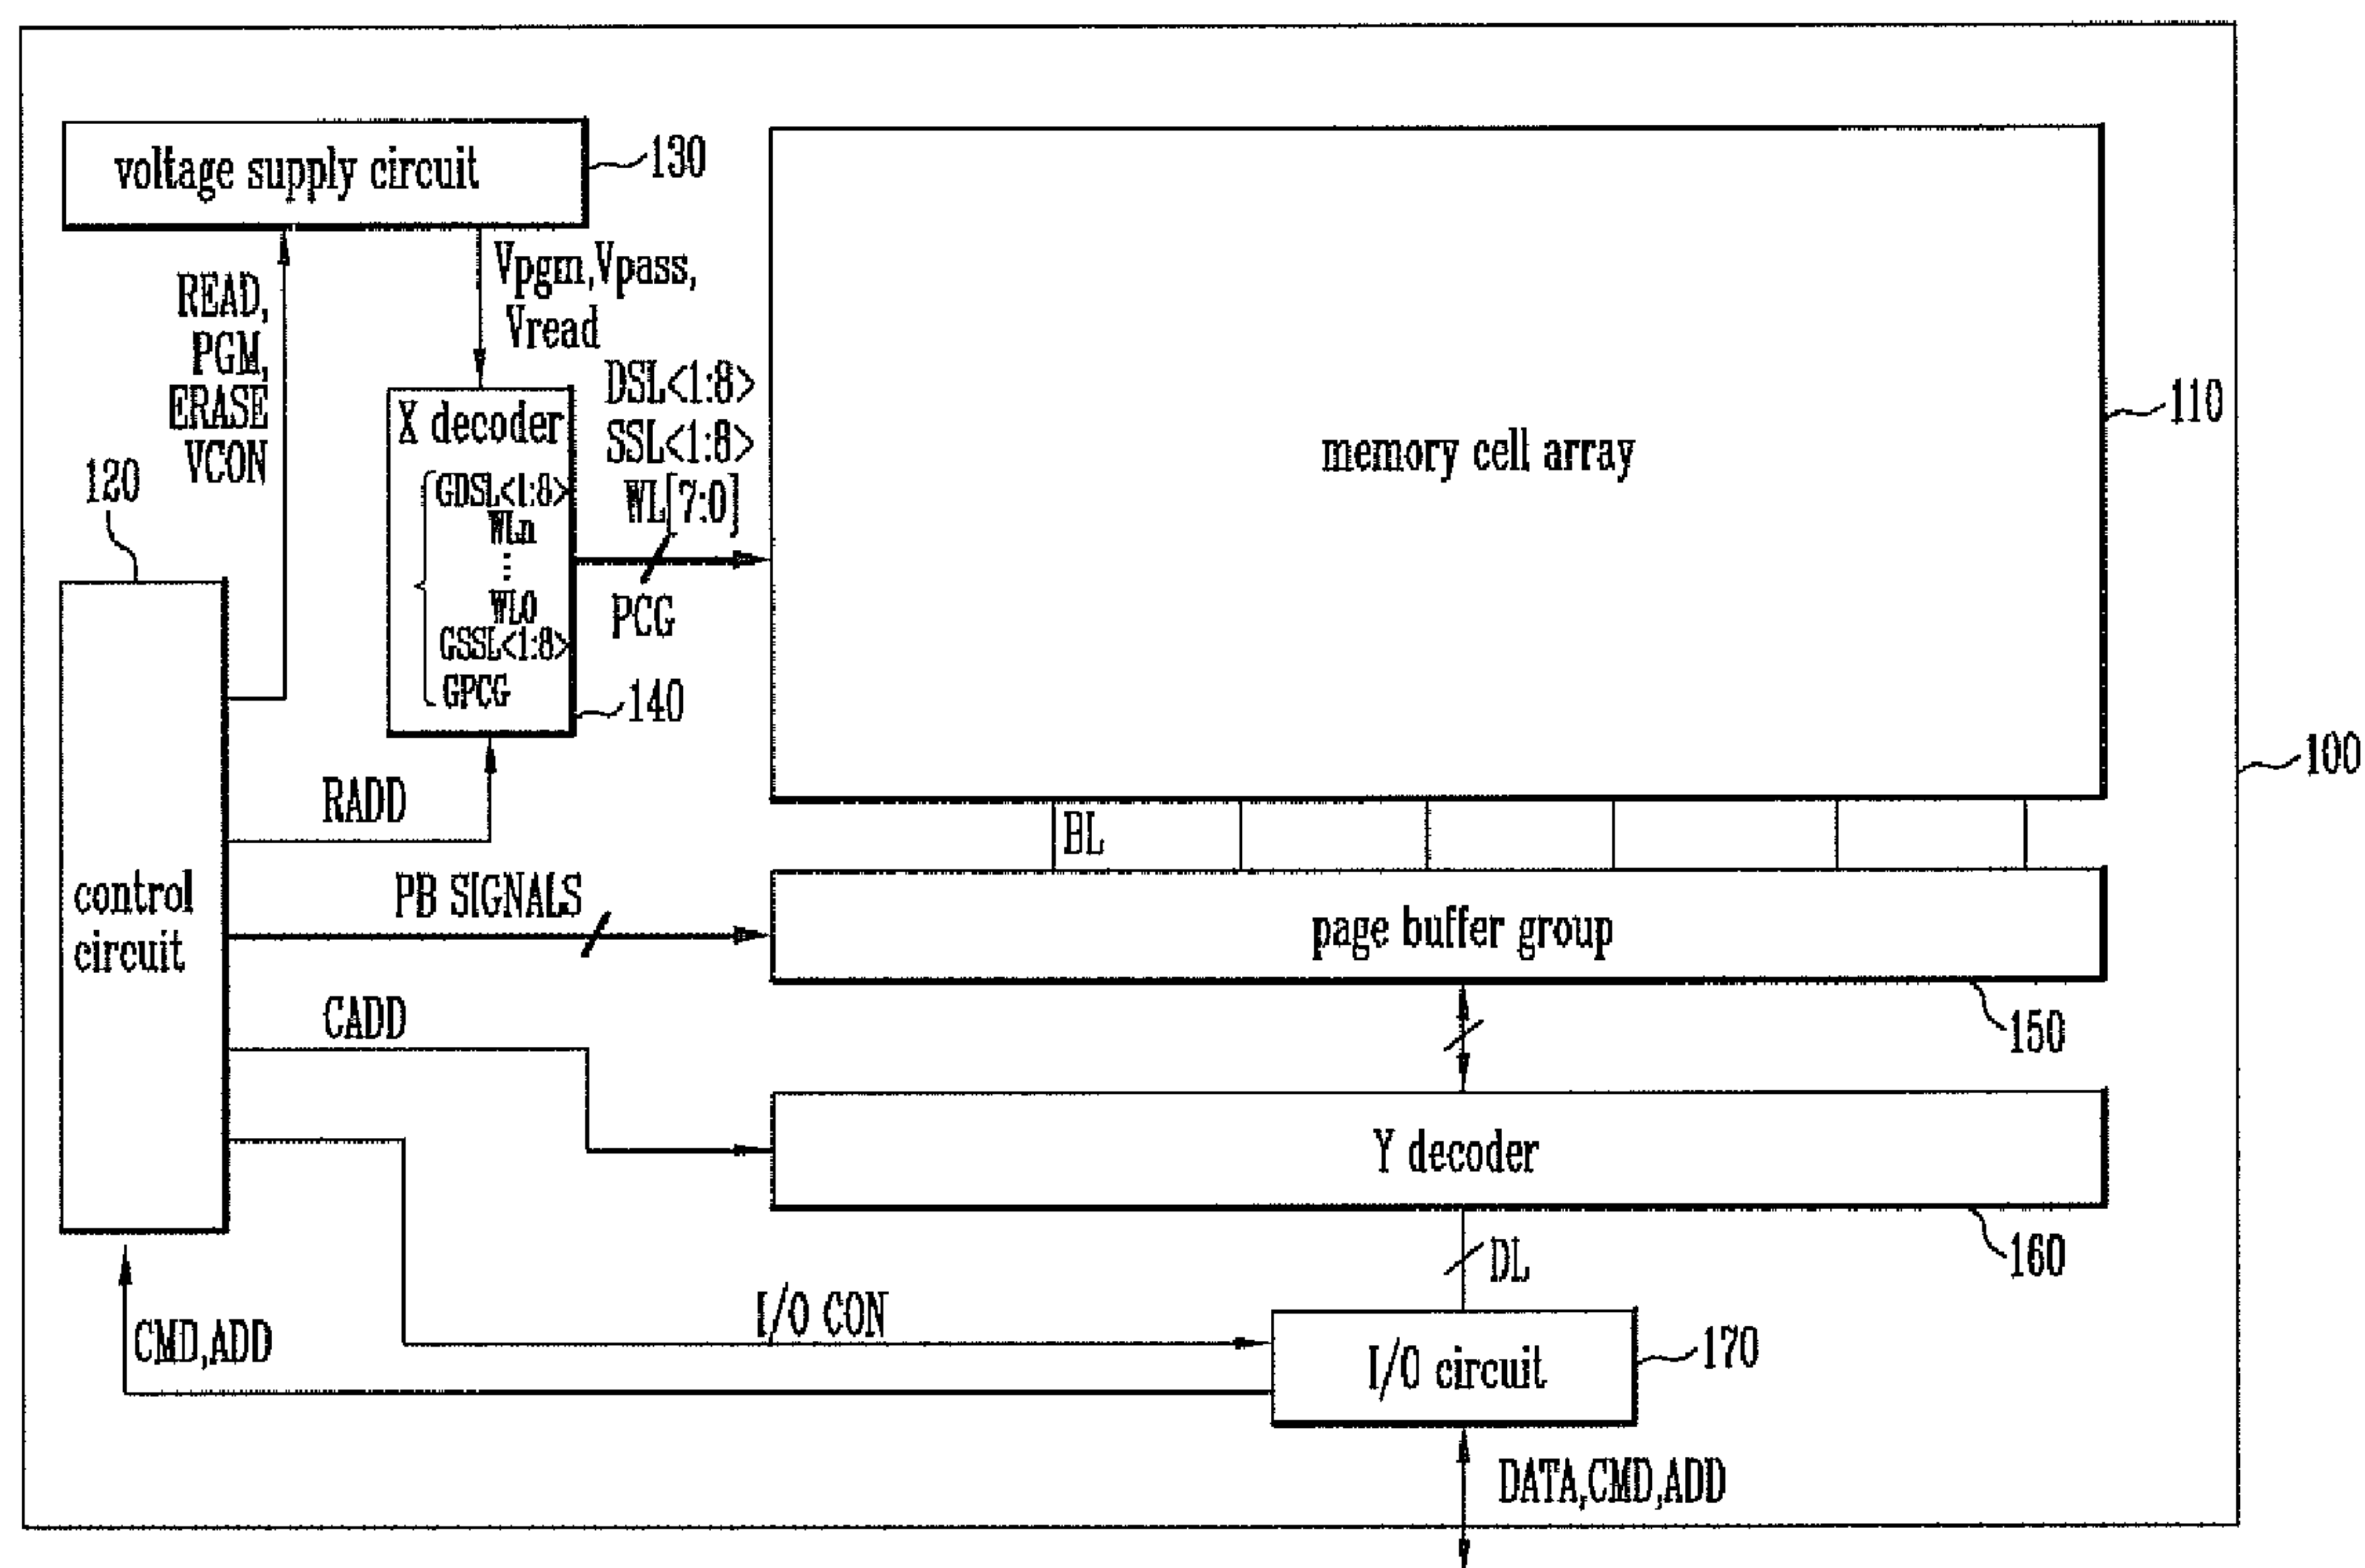 voltage supply circuit
130
Vpgm,Vpass,
Vread
READ,
PGM,
ERASE
VCON
120
X decoder
GDSL<1:8>
WLn
WL0
GSSL<1:8>
GPCG
140
DSL<1:8>
SSL<1:8>
WL[7:0]
PCG
memory cell array
110
100
control
circuit
RADD
BL
PB SIGNALS
page buffer group
150
CADD
Y decoder
160
DL
I/O CON
CMD,ADD
I/O circuit
170
DATA,CMD,ADD